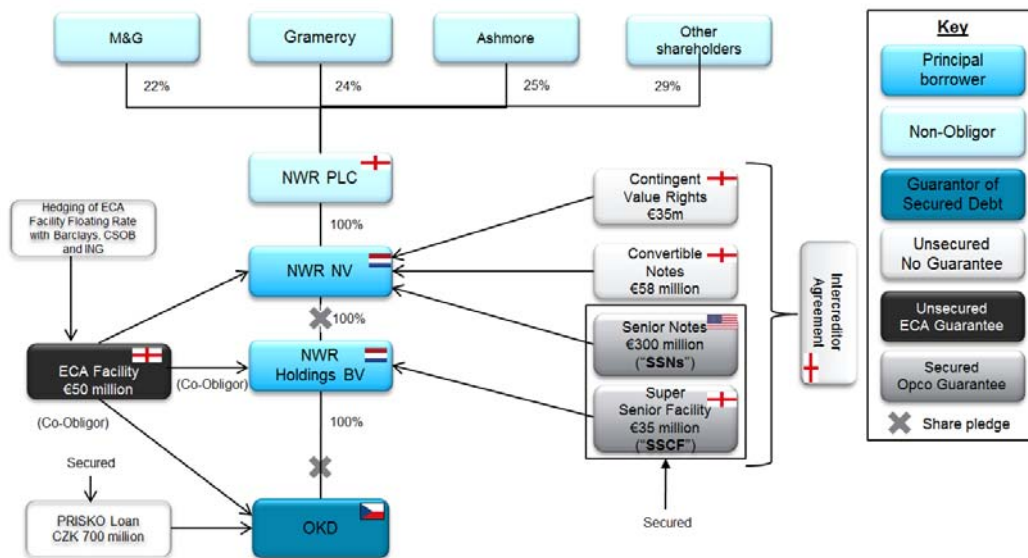 M&G
Gramercy
Ashmore
Other
shareholders
22%
24%
25%
29%
NWR PLC
100%
Hedging of ECA
Facility Floating Rate
with Barclays, CSOB
and ING
NWR NV
100%
ECA Facility
€50 million
(Co-Obligor)
(Co-Obligor)
NWR
Holdings BV
100%
Secured
PRISKO Loan
CZK 700 million
OKD
Contingent
Value Rights
€35m
Convertible
Notes
€58 million
Senior Notes
€300 million
("SSNs")
Super
Senior Facility
€35 million
("SSCF")
Secured
Intercreditor
Agreement
Key
Principal
borrower
Non-Obligor
Guarantor of
Secured Debt
Unsecured
No Guarantee
Unsecured
ECA Guarantee
Secured
Opco Guarantee
Share pledge